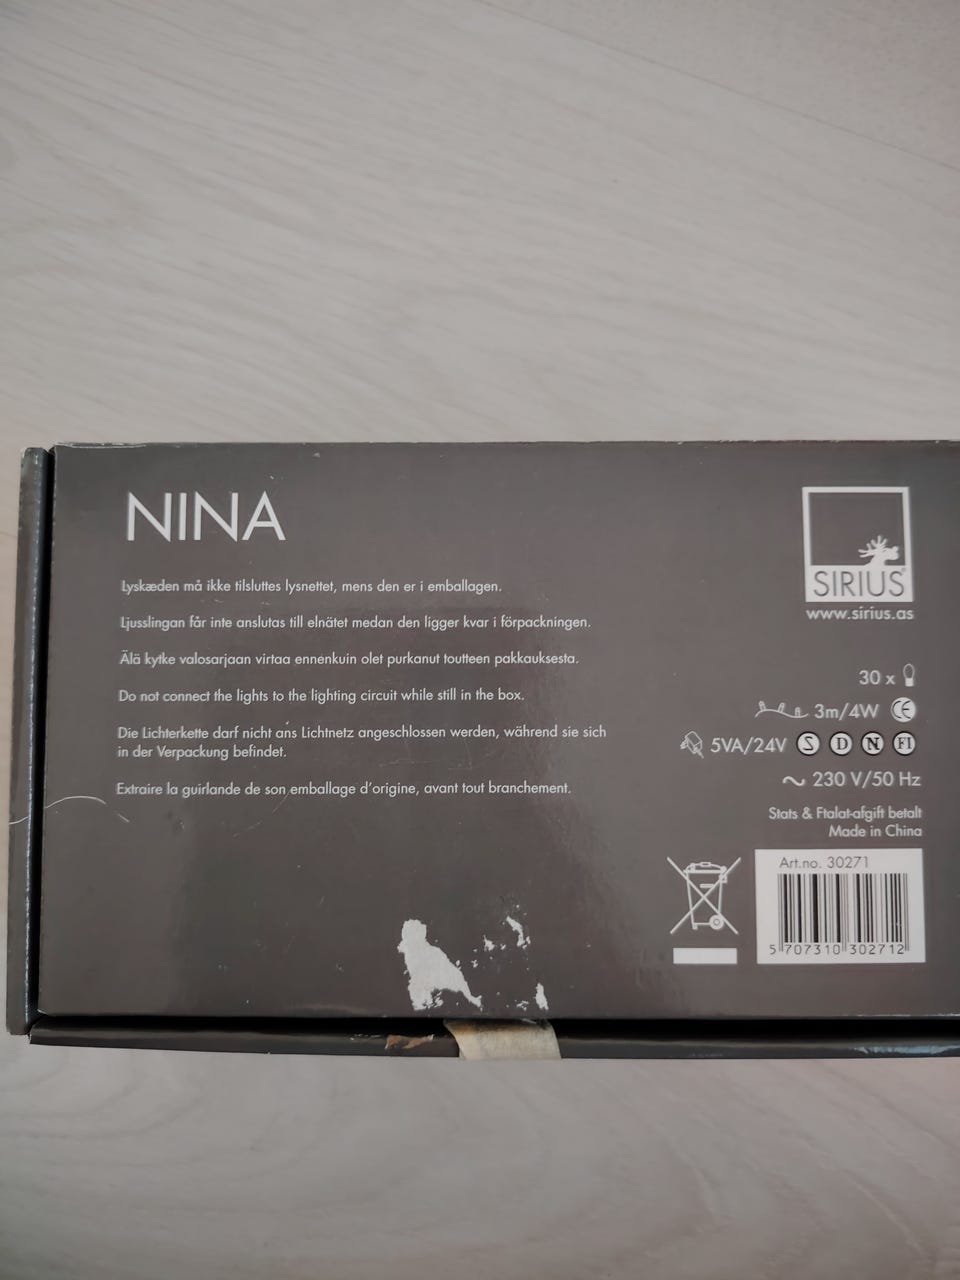 NINA
Lyskæden må ikke tilsluttes lysnettet, mens den er i emballagen.
Ljusslingan får inte anslutas till elnätet medan den ligger kvar i förpackningen.
Älä kytke valosarjaan virtaa ennenkuin olet purkanut toutteen pakkauksesta.
Do not connect the lights to the lighting circuit while still in the box.
Die Lichterkette darf nicht ans Lichtnetz angeschlossen werden, während sie sich
in der Verpackung befindet.
Extraire la guirlande de son emballage d'origine, avant tout branchement.
SIRIUS®
www.sirius.as
30 x
3m/4W CE
5VA/24V S D N FI
~ 230 V/50 Hz
Stats & Ftalat-afgift betalt
Made in China
Art.no. 30271
5 707310 302712